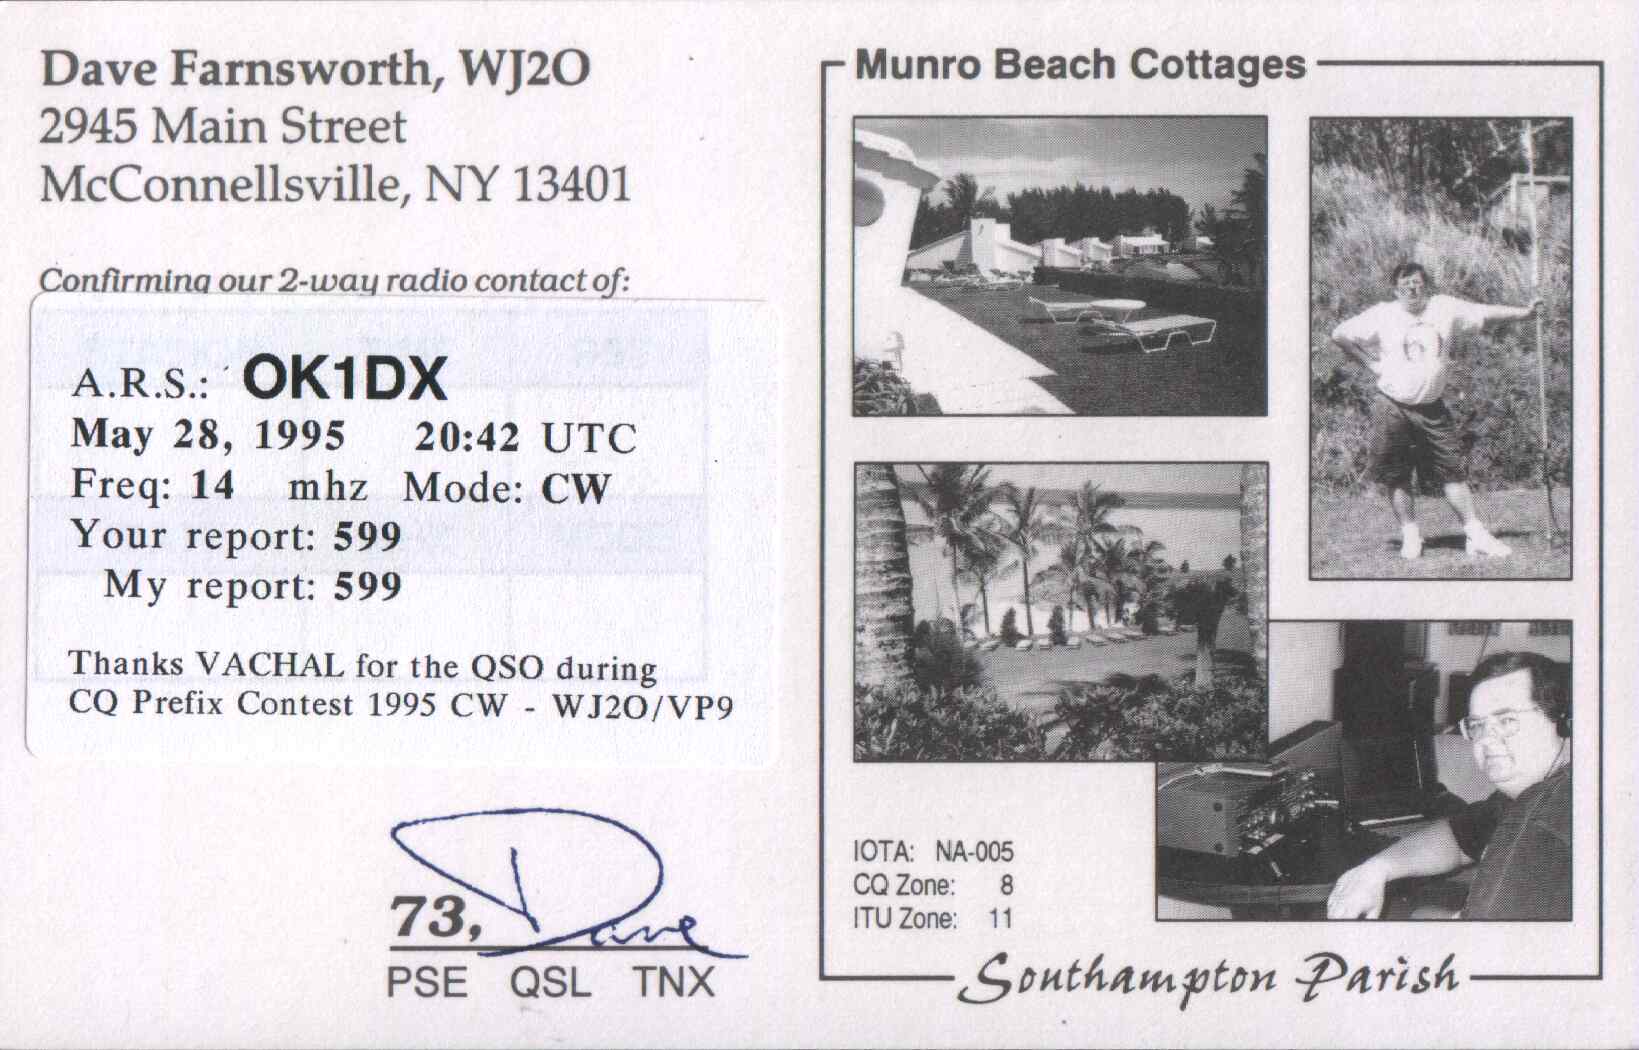 Dave Farnsworth, WJ2O
2945 Main Street
McConnellsville, NY 13401
Confirming our 2-way radio contact of:
A.R.S.: OK1DX
May 28, 1995 20:42 UTC
Freq: 14 mhz Mode: CW
Your report: 599
My report: 599
Thanks VACHAL for the QSO during
CQ Prefix Contest 1995 CW - WJ2O/VP9
73, Dave
PSE QSL TNX
Munro Beach Cottages
IOTA: NA-005
CQ Zone: 8
ITU Zone: 11
Southampton Parish